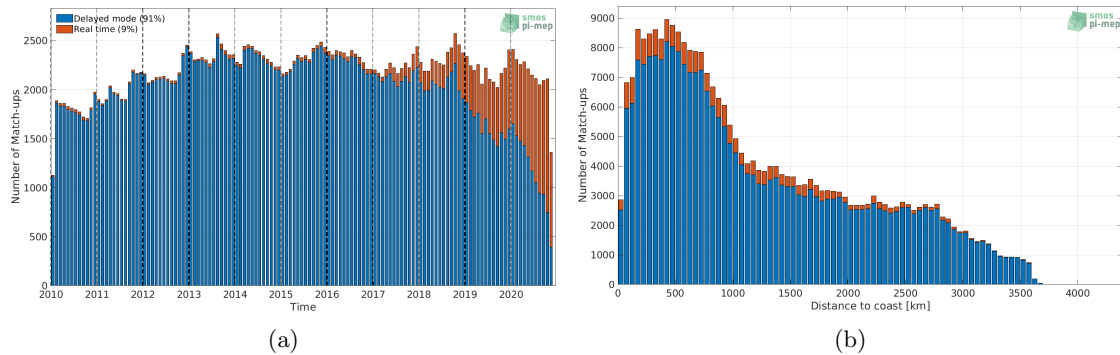 Delayed mode (91%)
Real time (9%)
smos
pi-mep
2500
2000
1500
1000
500
0
Number of Match-ups
2010 2011 2012 2013 2014 2015 2016 2017 2018 2019 2020
Time
(a)
smos
pi-mep
9000
8000
7000
6000
5000
4000
3000
2000
1000
0
Number of Match-ups
0 500 1000 1500 2000 2500 3000 3500 4000
Distance to coast [km]
(b)